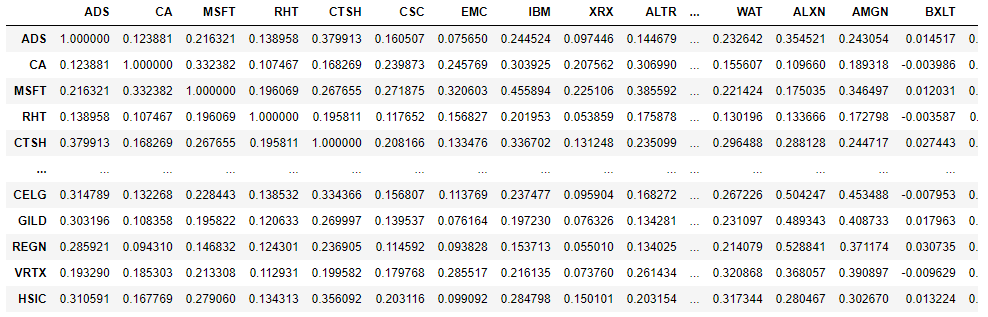 ADS CA MSFT RHT CTSH CSC EMC IBM XRX ALTR ... WAT ALXN AMGN BXLT
ADS 1.000000 0.123881 0.216321 0.138958 0.379913 0.160507 0.075650 0.244524 0.097446 0.144679 ... 0.232642 0.354521 0.243054 0.014517 0.
CA 0.123881 1.000000 0.332382 0.107467 0.168269 0.239873 0.245769 0.303925 0.207562 0.306990 ... 0.155607 0.109660 0.189318 -0.003986 0.
MSFT 0.216321 0.332382 1.000000 0.196069 0.267655 0.271875 0.320603 0.455894 0.225106 0.385592 ... 0.221424 0.175035 0.346497 0.012031 0.
RHT 0.138958 0.107467 0.196069 1.000000 0.195811 0.117652 0.156827 0.201953 0.053859 0.175878 ... 0.130196 0.133666 0.172798 -0.003587 0.
CTSH 0.379913 0.168269 0.267655 0.195811 1.000000 0.208166 0.133476 0.336702 0.131248 0.235099 ... 0.296488 0.288128 0.244717 0.027443 0.
... ... ... ... ... ... ... ... ... ... ... ... ... ... ... ...
CELG 0.314789 0.132268 0.228443 0.138532 0.334366 0.156807 0.113769 0.237477 0.095904 0.168272 ... 0.267226 0.504247 0.453488 -0.007953 0.
GILD 0.303196 0.108358 0.195822 0.120633 0.269997 0.139537 0.076164 0.197230 0.076326 0.134281 ... 0.231097 0.489343 0.408733 0.017963 0.
REGN 0.285921 0.094310 0.146832 0.124301 0.236905 0.114592 0.093828 0.153713 0.055010 0.134025 ... 0.214079 0.528841 0.371174 0.030735 0.
VRTX 0.193290 0.185303 0.213308 0.112931 0.199582 0.179768 0.285517 0.216135 0.073760 0.261434 ... 0.320868 0.368057 0.390897 -0.009629 0.
HSIC 0.310591 0.167769 0.279060 0.134313 0.356092 0.203116 0.099092 0.284798 0.150101 0.203154 ... 0.317344 0.280467 0.302670 0.013224 0.